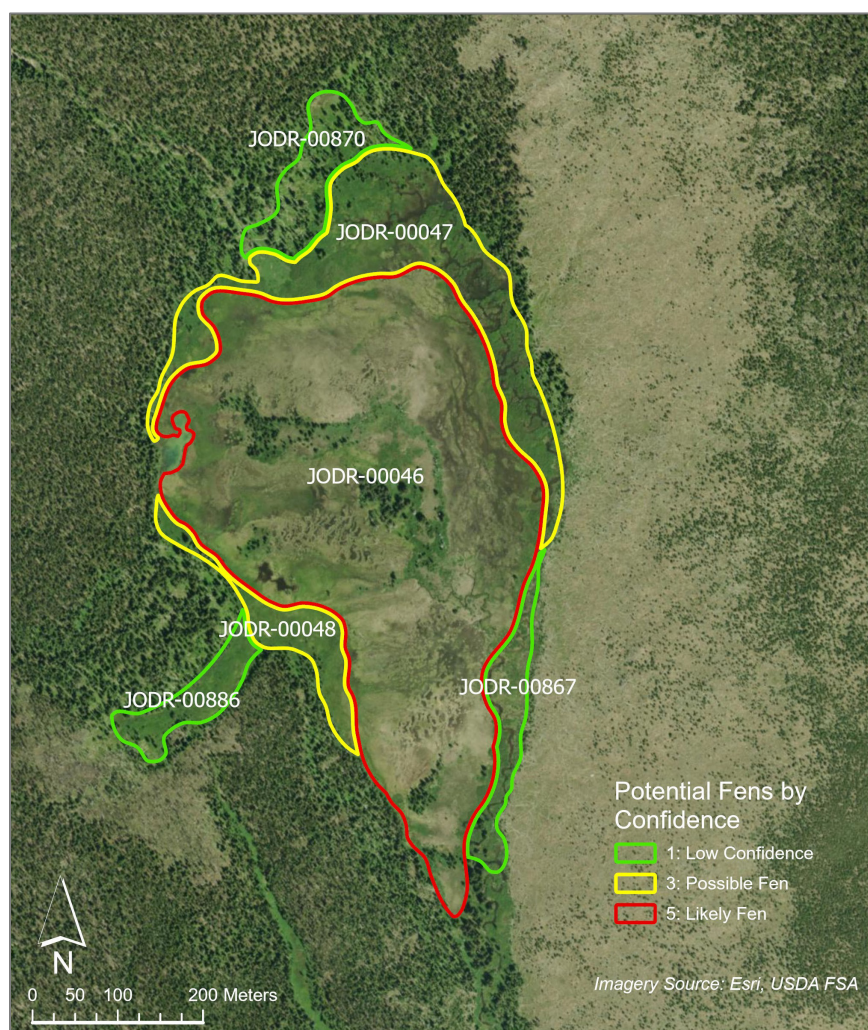 JODR-00870
JODR-00047
JODR-00046
JODR-00048
JODR-00867
JODR-00886
Potential Fens by
Confidence
1: Low Confidence
3: Possible Fen
5: Likely Fen
N
0 50 100 200 Meters
Imagery Source: Esri, USDA FSA